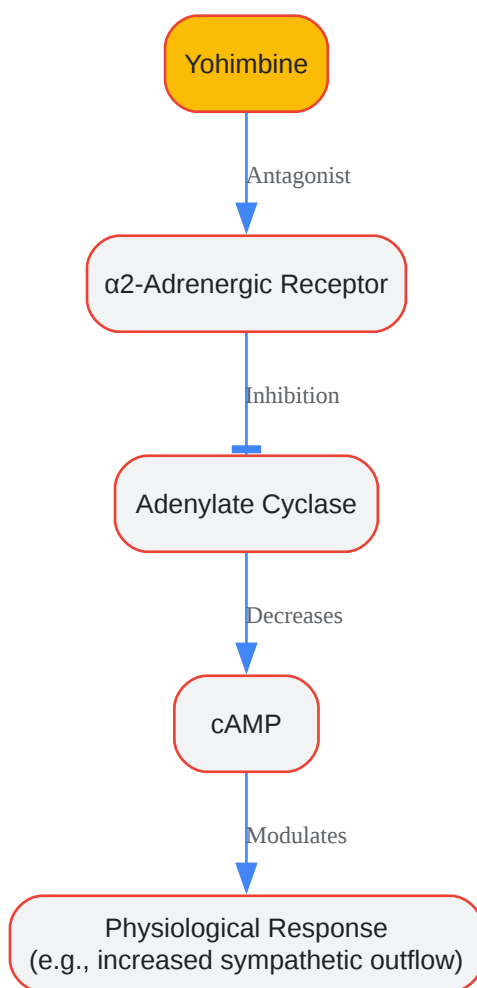 Yohimbine
Antagonist
α2-Adrenergic Receptor
Inhibition
Adenylate Cyclase
Decreases
cAMP
Modulates
Physiological Response
(e.g., increased sympathetic outflow)